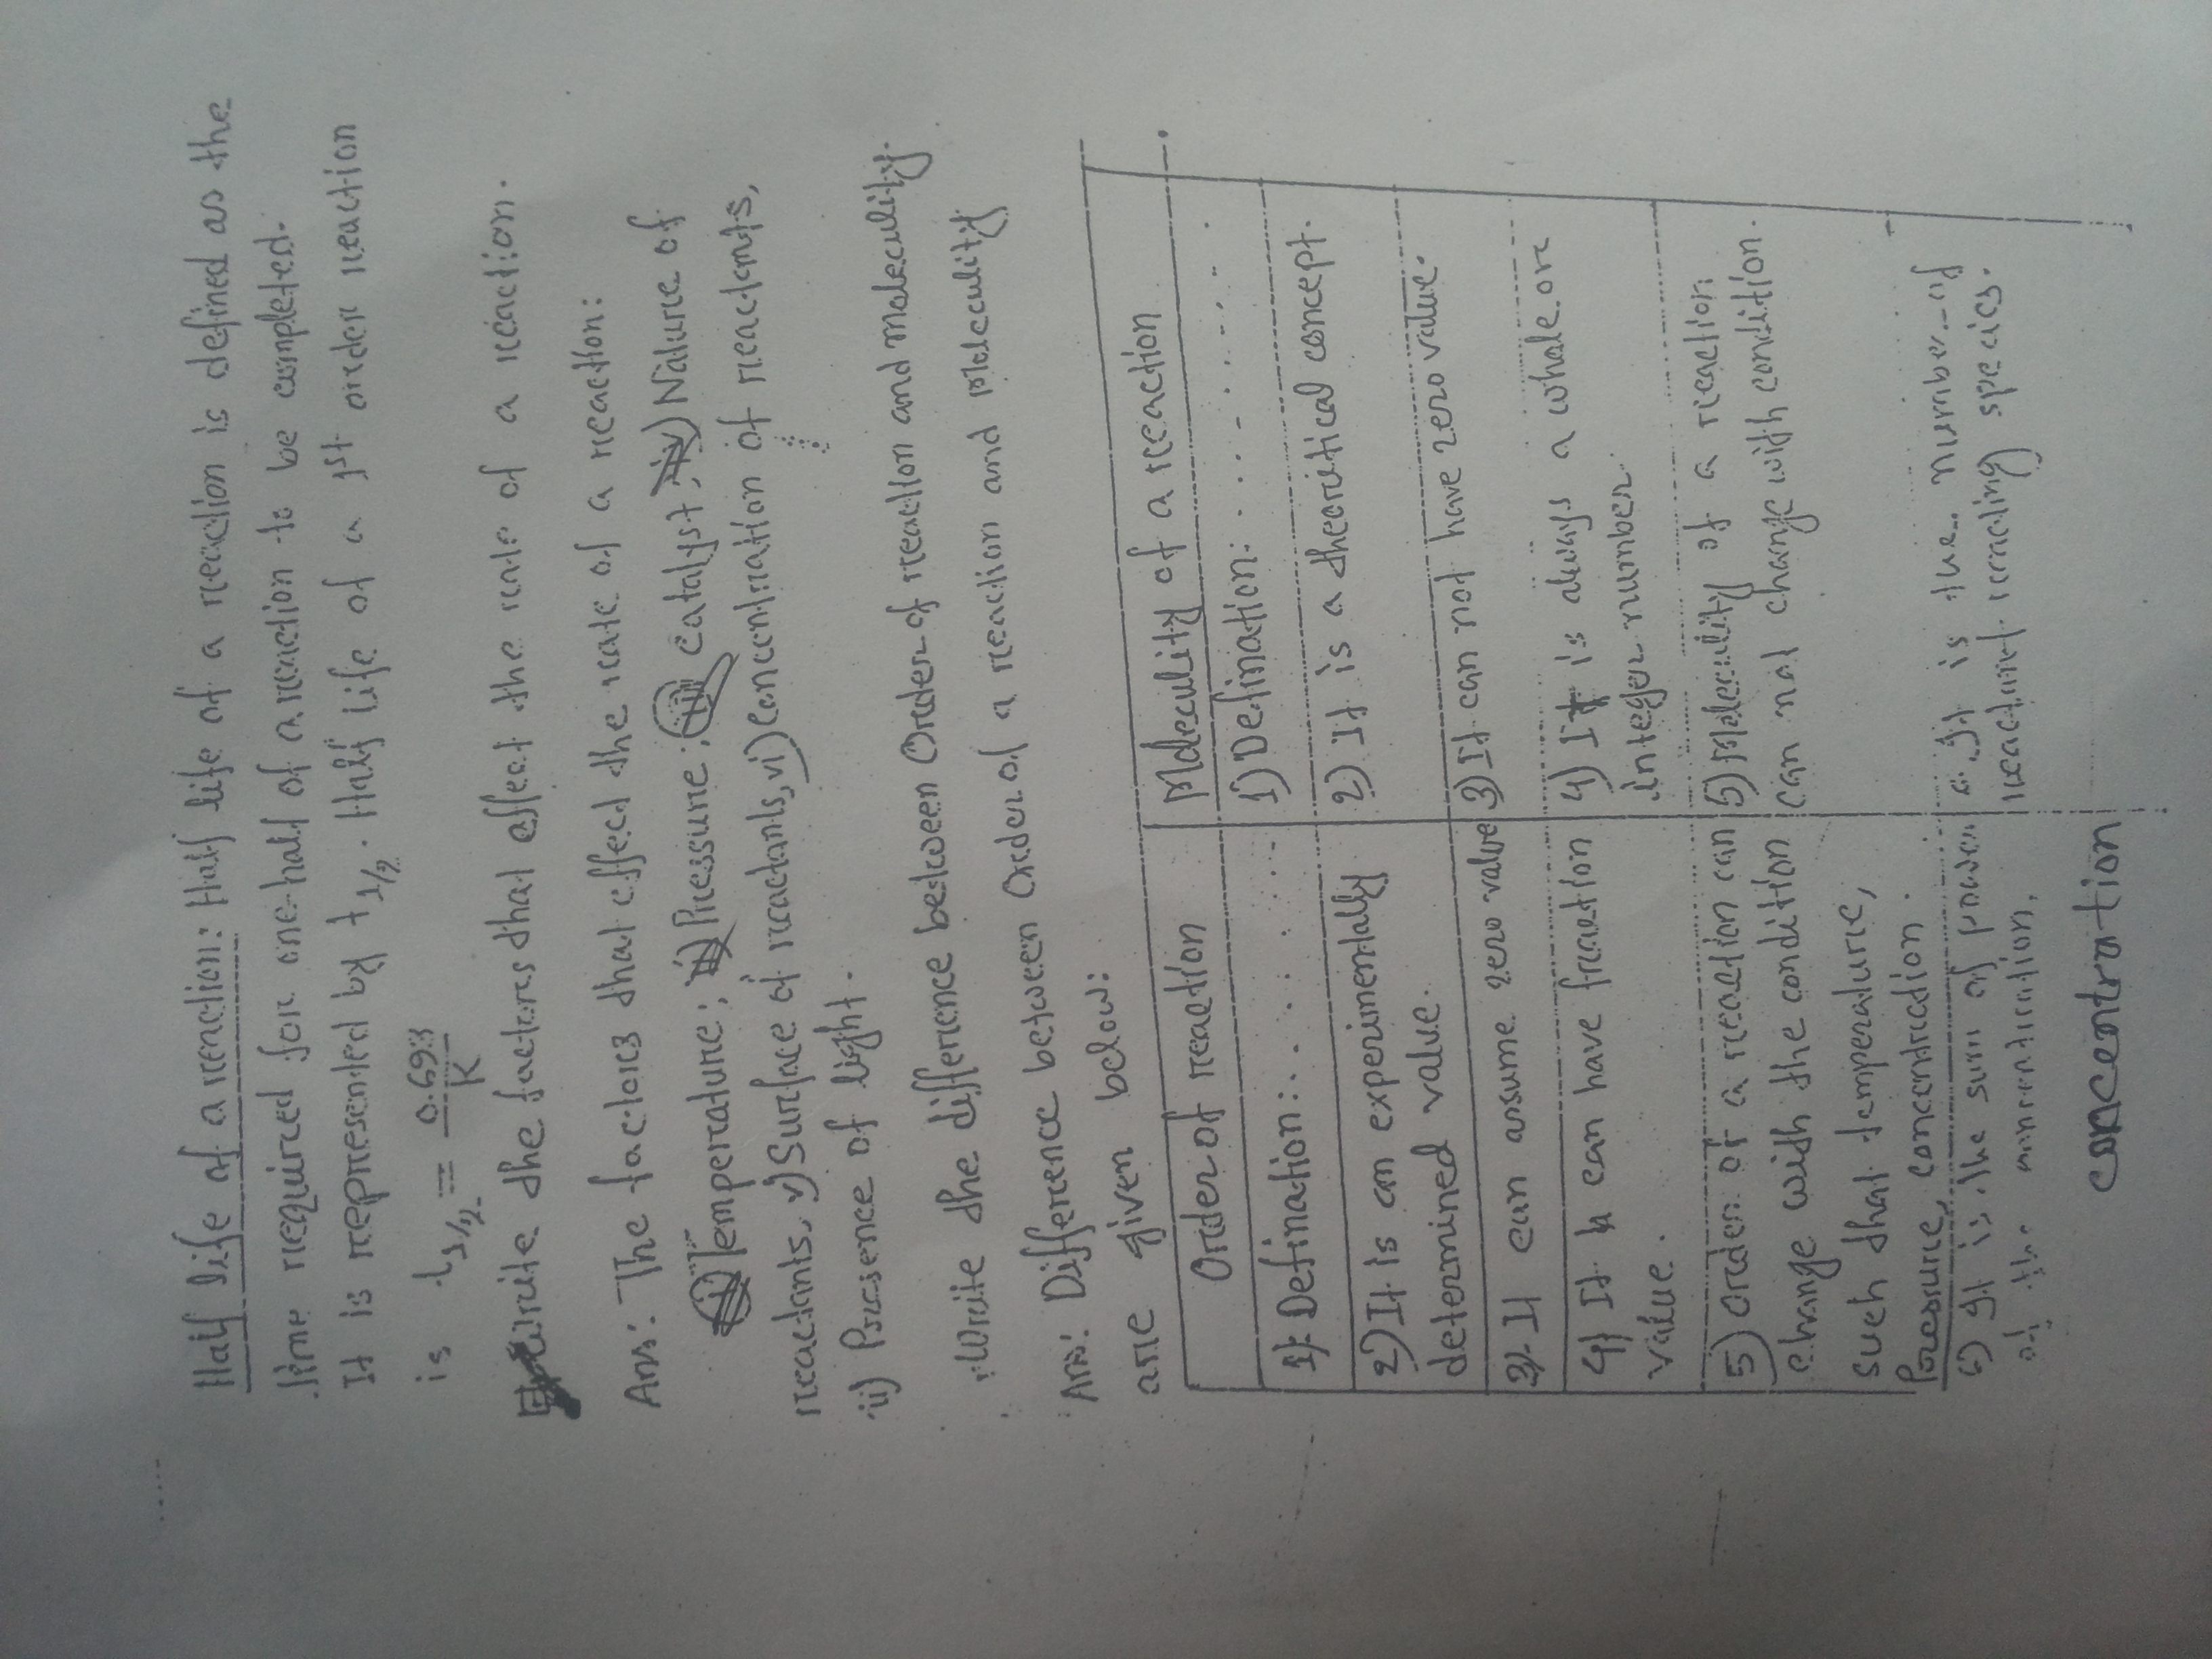 Half life of a reaction: Half life of a reaction is defined as the
time required for one-half of a reaction to be completed.
It is represented by t1/2. Half life of a 1st order reaction
is t1/2 = 0.693/K
Write the factors that effect the rate of a reaction.
Ans: The factors that effect the rate of a reaction:
i) Temperature; ii) Pressure; iii) Catalyst; iv) Nature of
reactants, v) Surface of reactants, vi) Concentration of reactants,
ii) Presence of light.
Write the difference between Order of reaction and Moleculity.
Ans: Difference between Order of a reaction and Moleculity
are given below:
Order of reaction
Moleculity of a reaction
1) Defination: . . . . . . .
1) Defination: . . . . . . . .
2) It is an experimentally
determined value.
2) It is a theoritical concept.
3) It can assume zero value
3) It can not have zero value.
4) It can have fraction
value.
4) It is always a whole or
integer number.
5) Order of a reaction can
change with the condition
such that temperature,
Pressure, concentration.
5) Moleculity of a reaction
can not change with condition.
6) It is the sum of power
of the concentration.
6. It is the number of
reactant reacting species.
concentration